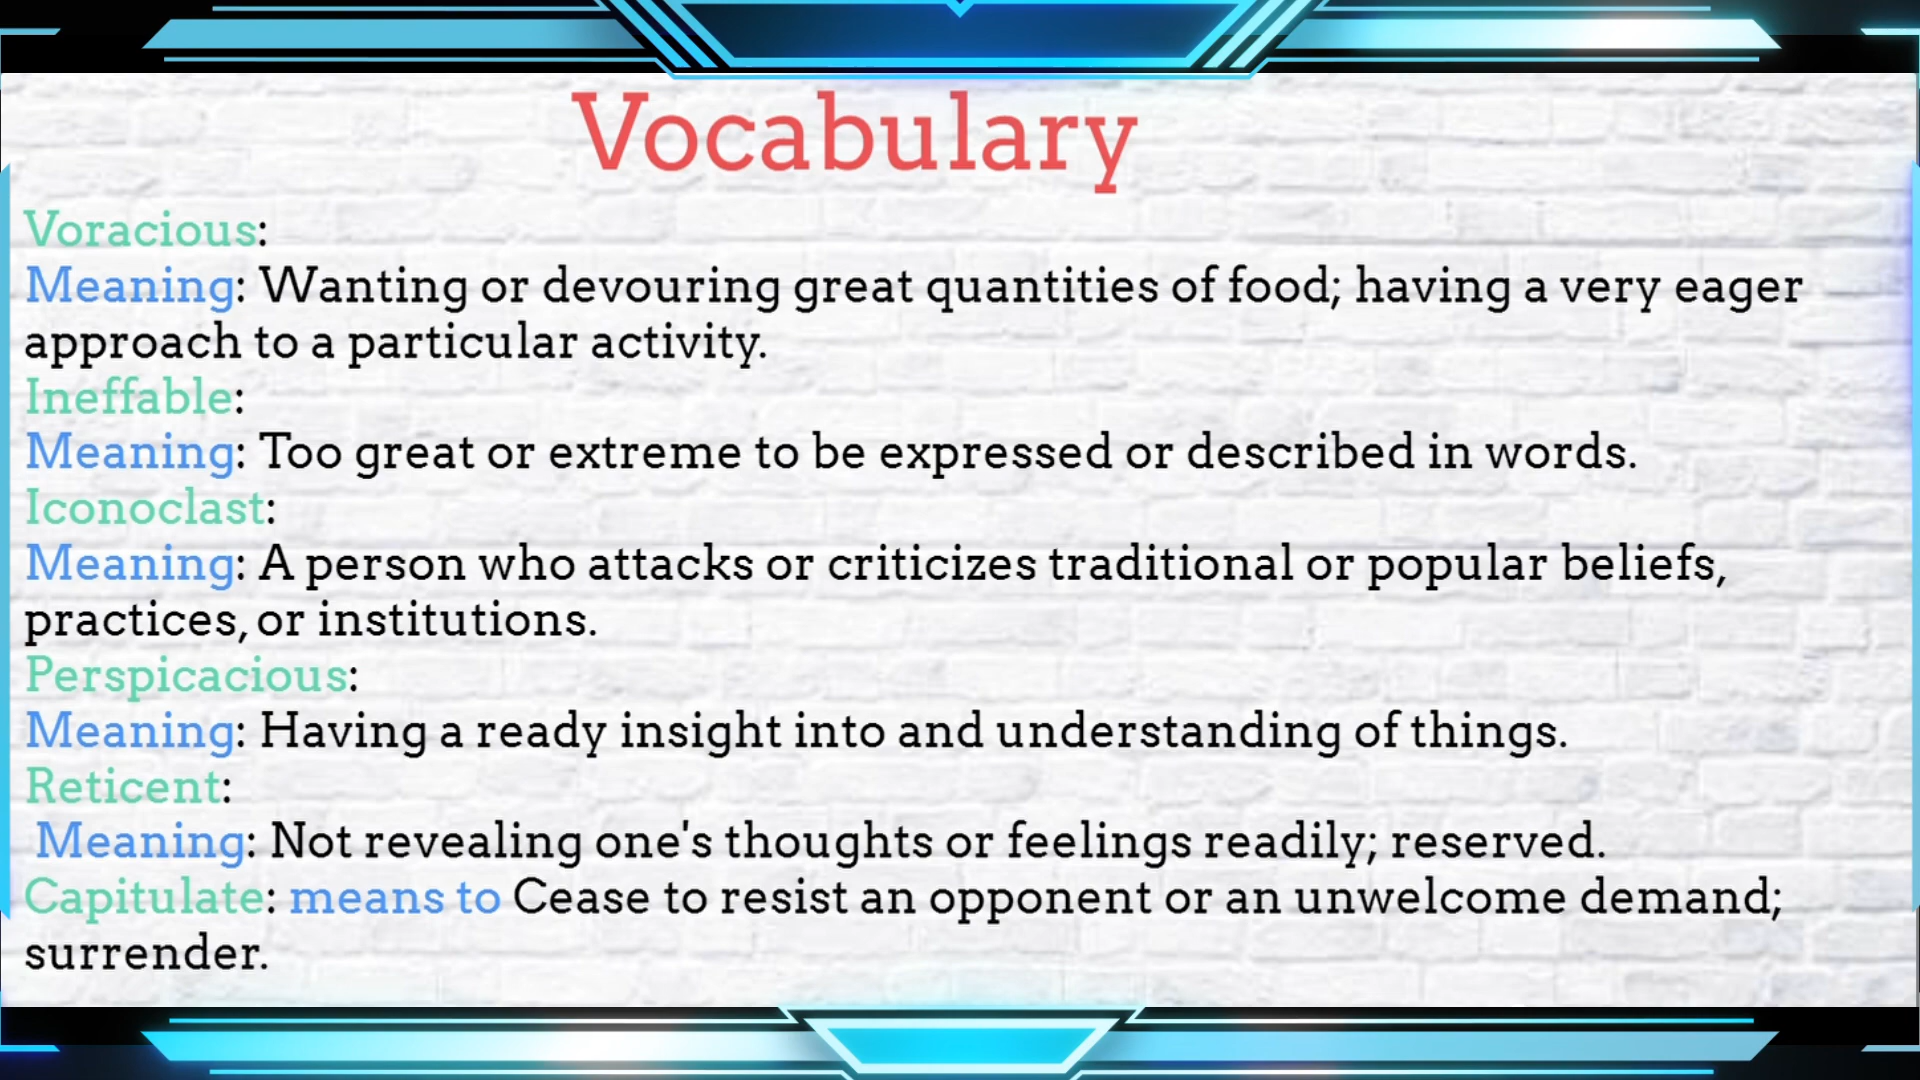 Vocabulary
Voracious:
Meaning: Wanting or devouring great quantities of food; having a very eager
approach to a particular activity.
Ineffable:
Meaning: Too great or extreme to be expressed or described in words.
Iconoclast:
Meaning: A person who attacks or criticizes traditional or popular beliefs,
practices, or institutions.
Perspicacious:
Meaning: Having a ready insight into and understanding of things.
Reticent:
Meaning: Not revealing one's thoughts or feelings readily; reserved.
Capitulate: means to Cease to resist an opponent or an unwelcome demand;
surrender.